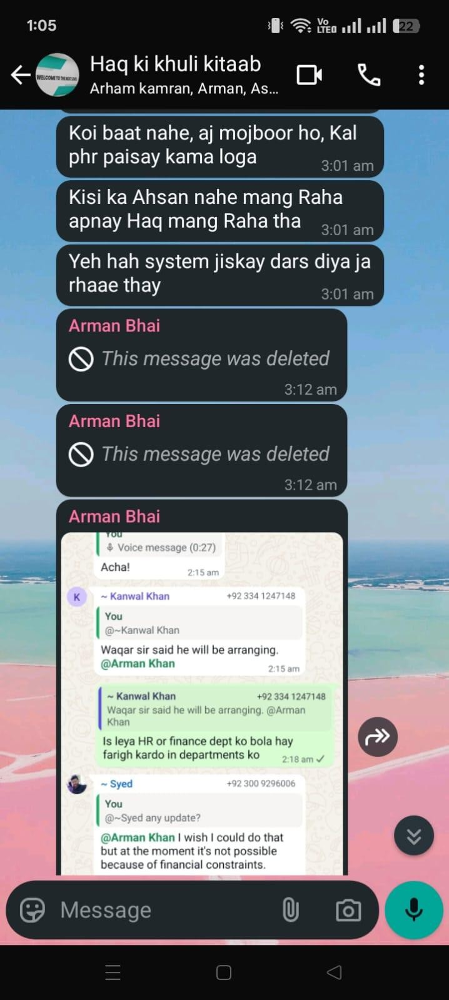 1:05
Vo
LTE
22
Haq ki khuli kitaab
WELCOME TO THE NEXT LEVEL
Arham kamran, Arman, As...
Koi baat nahe, aj mojboor ho, Kal
phr paisay kama loga
3:01 am
Kisi ka Ahsan nahe mang Raha
apnay Haq mang Raha tha
3:01 am
Yeh hah system jiskay dars diya ja
rhaae thay
3:01 am
Arman Bhai
This message was deleted
3:12 am
Arman Bhai
This message was deleted
3:12 am
Arman Bhai
You
Voice message (0:27)
Acha!
2:15 am
K
~ Kanwal Khan +92 334 1247148
You
@~Kanwal Khan
Waqar sir said he will be arranging.
@Arman Khan
2:15 am
~ Kanwal Khan +92 334 1247148
Waqar sir said he will be arranging. @Arman
Khan
Is leya HR or finance dept ko bola hay
farigh kardo in departments ko
2:18 am
~ Syed +92 300 9296006
You
@~Syed any update?
@Arman Khan I wish I could do that
but at the moment it's not possible
because of financial constraints.
Message